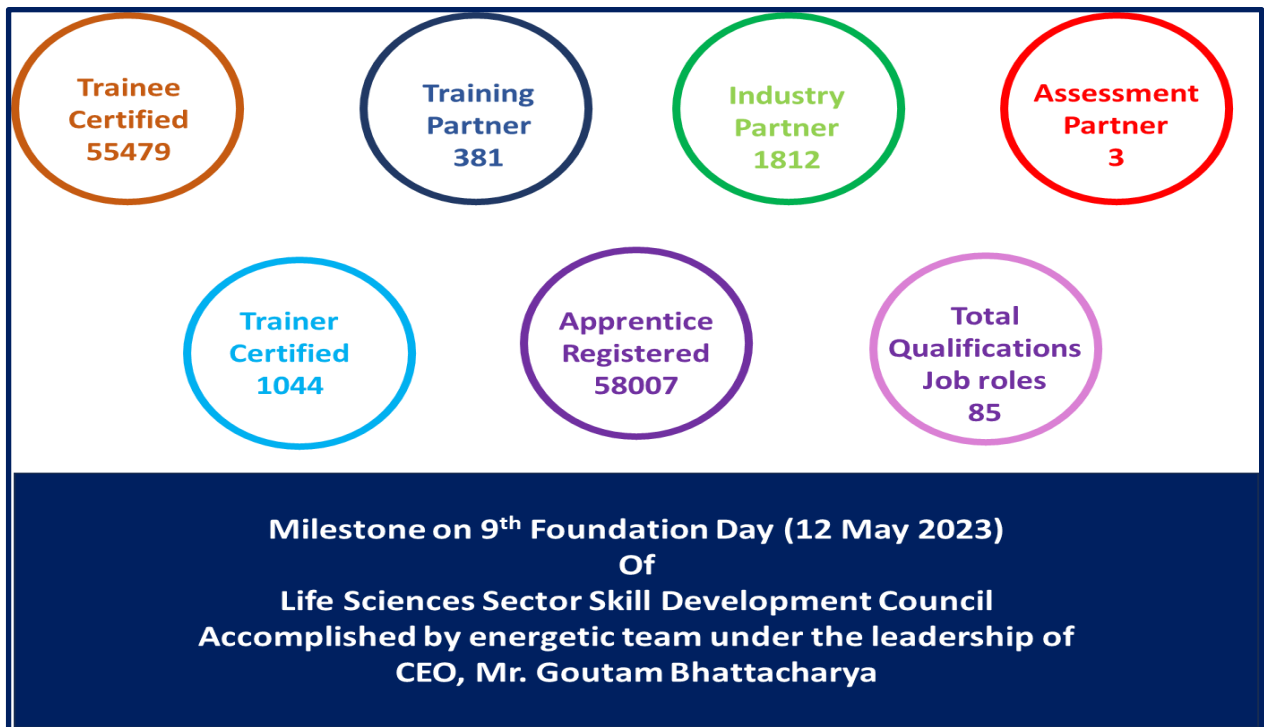 Trainee
Certified
55479
Training
Partner
381
Industry
Partner
1812
Assessment
Partner
3
Trainer
Certified
1044
Apprentice
Registered
58007
Total
Qualifications
Job roles
85
Milestone on 9th Foundation Day (12 May 2023)
Of
Life Sciences Sector Skill Development Council
Accomplished by energetic team under the leadership of
CEO, Mr. Goutam Bhattacharya